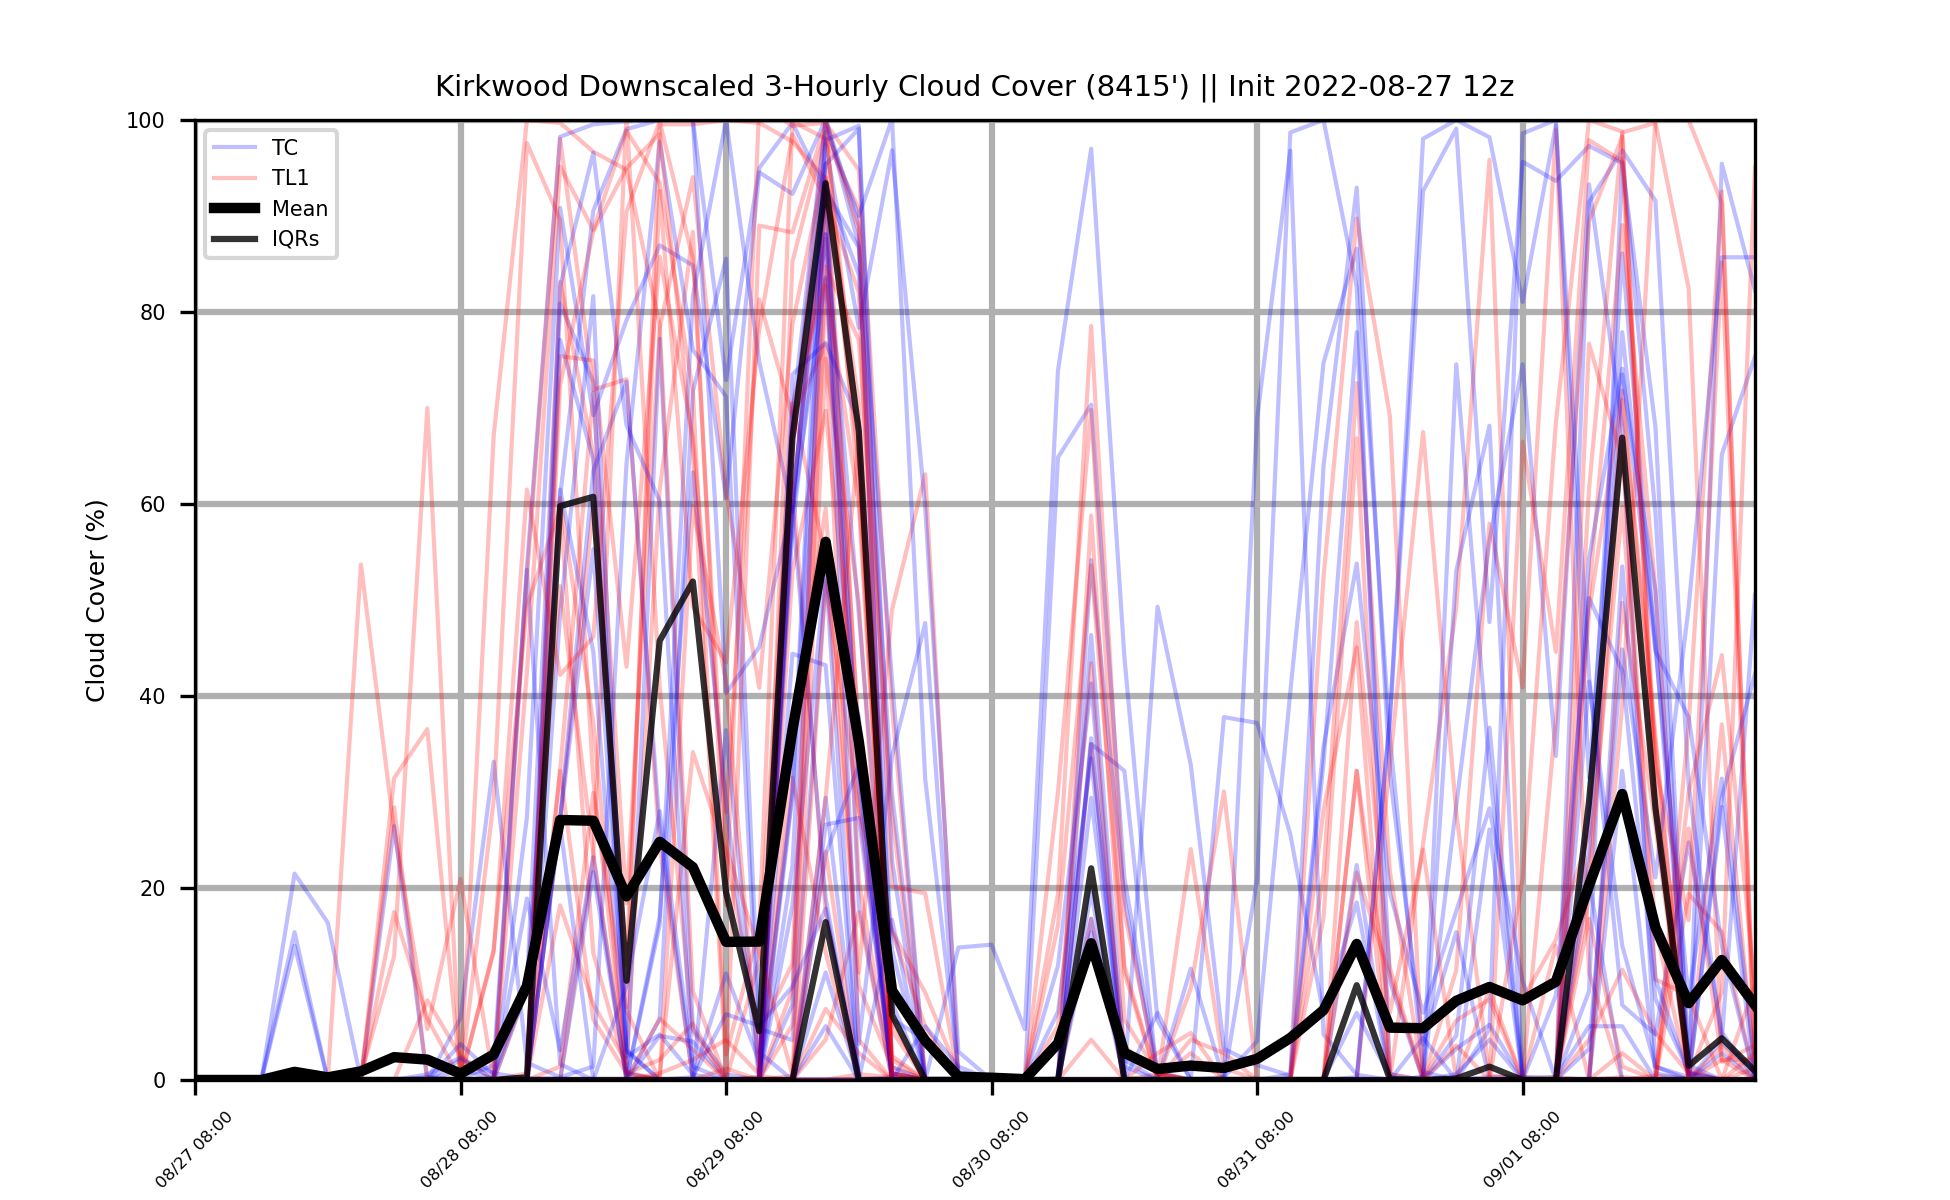 Kirkwood Downscaled 3-Hourly Cloud Cover (8415') || Init 2022-08-27 12z
TC
TL1
Mean
IQRs
Cloud Cover (%)
100
80
60
40
20
0
08/27 08:00
08/28 08:00
08/29 08:00
08/30 08:00
08/31 08:00
09/01 08:00